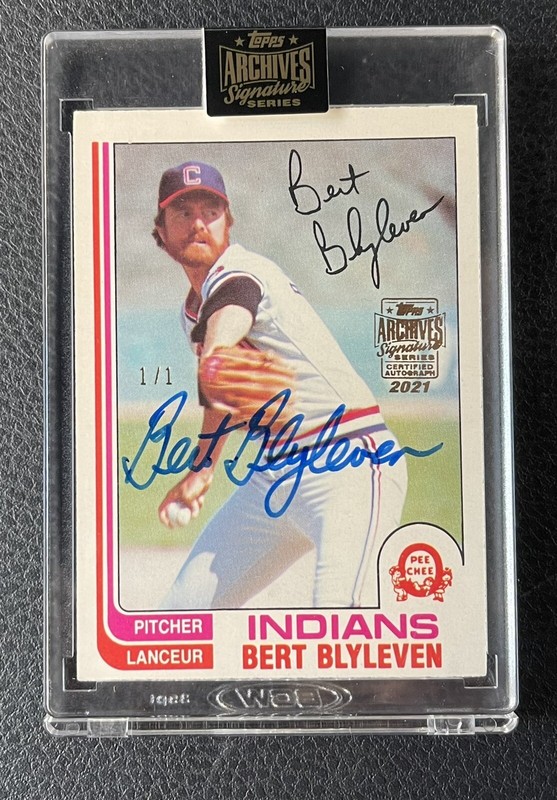 Topps
ARCHIVES
Signature
SERIES
C
Bert
Blyleven
Topps
ARCHIVES
Signature
SERIES
CERTIFIED
AUTOGRAPH
2021
1/1
Bert Blyleven
O
PEE
CHEE
PITCHER
INDIANS
LANCEUR
BERT BLYLEVEN
BCW